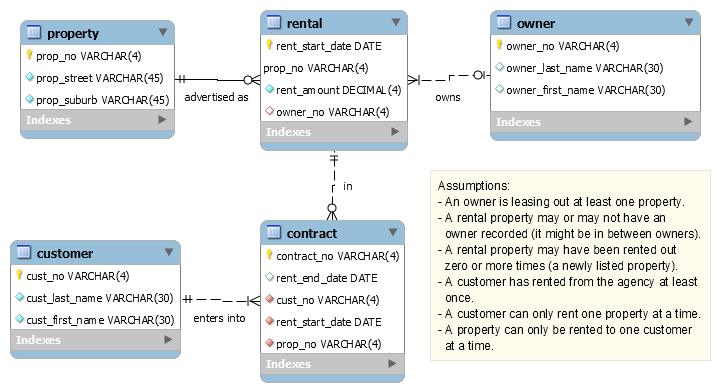 property
prop_no VARCHAR(4)
prop_street VARCHAR(45)
prop_suburb VARCHAR(45)
Indexes
advertised as
rental
rent_start_date DATE
prop_no VARCHAR(4)
rent_amount DECIMAL(4)
owner_no VARCHAR(4)
Indexes
owns
owner
owner_no VARCHAR(4)
owner_last_name VARCHAR(30)
owner_first_name VARCHAR(30)
Indexes
in
customer
cust_no VARCHAR(4)
cust_last_name VARCHAR(30)
cust_first_name VARCHAR(30)
Indexes
enters into
contract
contract_no VARCHAR(4)
rent_end_date DATE
cust_no VARCHAR(4)
rent_start_date DATE
prop_no VARCHAR(4)
Indexes
Assumptions:
- An owner is leasing out at least one property.
- A rental property may or may not have an
owner recorded (it might be in between owners).
- A rental property may have been rented out
zero or more times (a newly listed property).
- A customer has rented from the agency at least
once.
- A customer can only rent one property at a time.
- A property can only be rented to one customer
at a time.